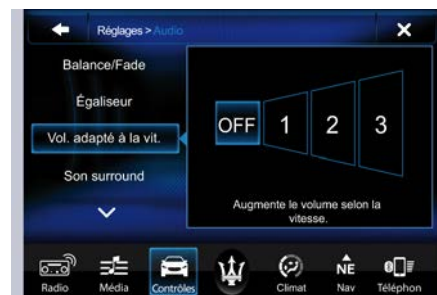 Réglages > Audio
Balance/Fade
Égaliseur
Vol. adapté à la vit.
Son surround
OFF 1 2 3
Augmente le volume selon la
vitesse.
Radio Média Contrôles Climat NE Nav Téléphon